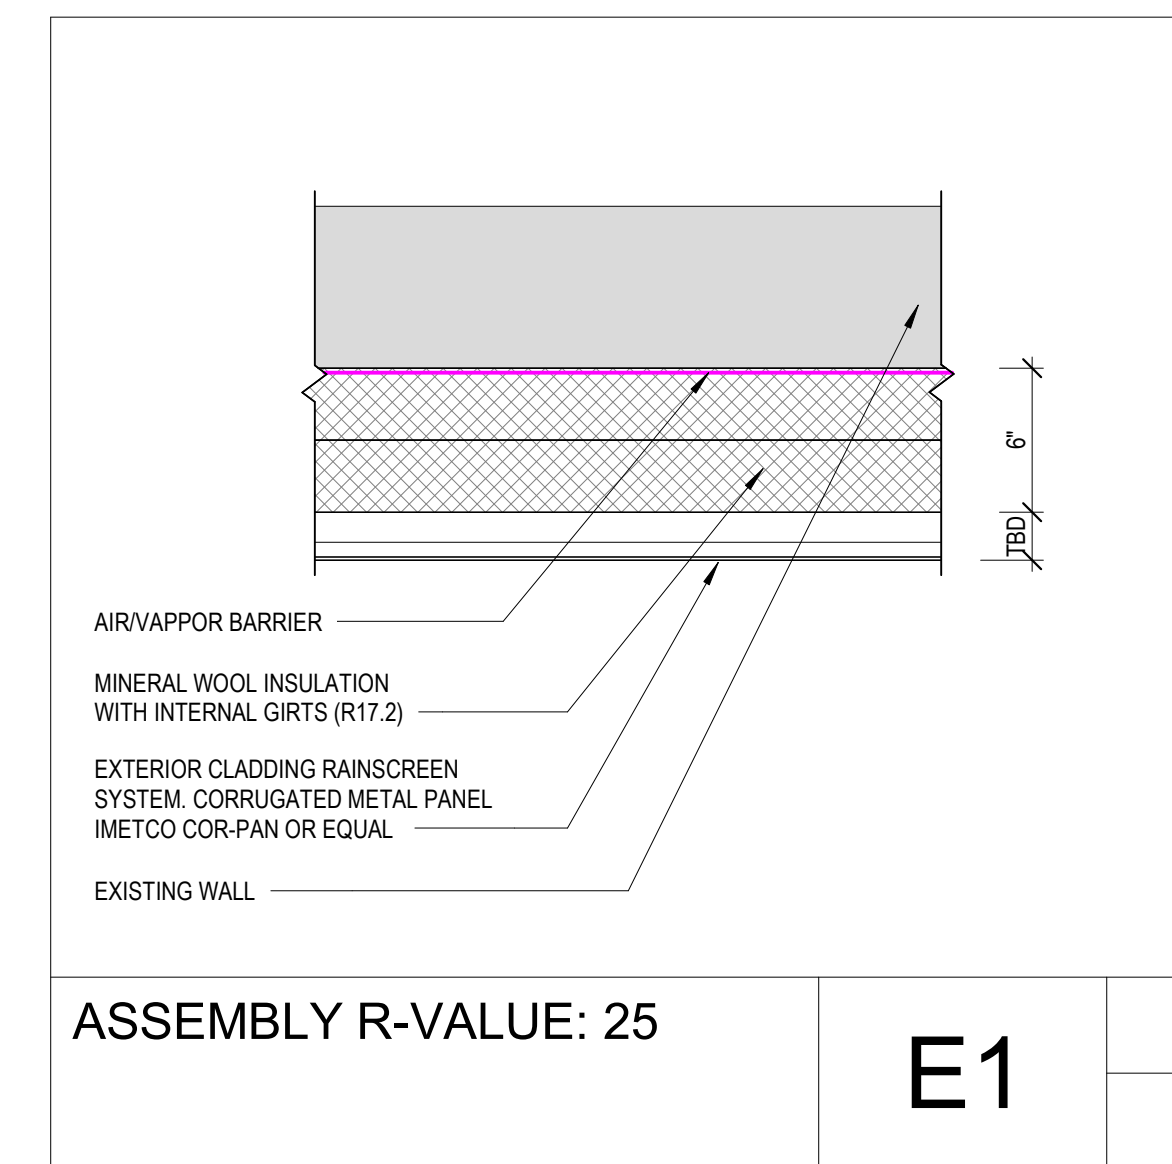 6"
TBD
AIR/VAPPOR BARRIER
MINERAL WOOL INSULATION
WITH INTERNAL GIRTS (R17.2)
EXTERIOR CLADDING RAINSCREEN
SYSTEM. CORRUGATED METAL PANEL
IMETCO COR-PAN OR EQUAL
EXISTING WALL
ASSEMBLY R-VALUE: 25
E1